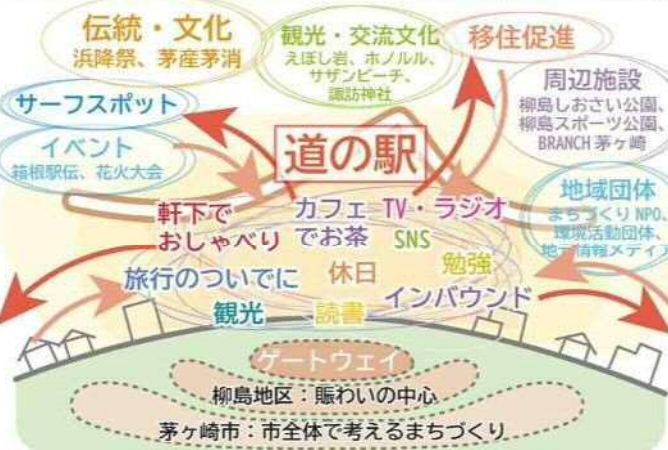 伝統・文化
浜降祭、茅産茅消
観光・交流文化
えぼし岩、ホノルル、
サザンビーチ、
諏訪神社
移住促進
周辺施設
柳島しおさい公園、
柳島スポーツ公園、
BRANCH 茅ヶ崎
サーフスポット
イベント
箱根駅伝、花火大会
道の駅
地域団体
まちづくり NPO、
環境活動団体、
地元情報メディア
軒下で
おしゃべり
カフェ
でお茶
TV・ラジオ
SNS
旅行のついでに
休日
勉強
観光
読書
インバウンド
ゲートウェイ
柳島地区：賑わいの中心
茅ヶ崎市：市全体で考えるまちづくり